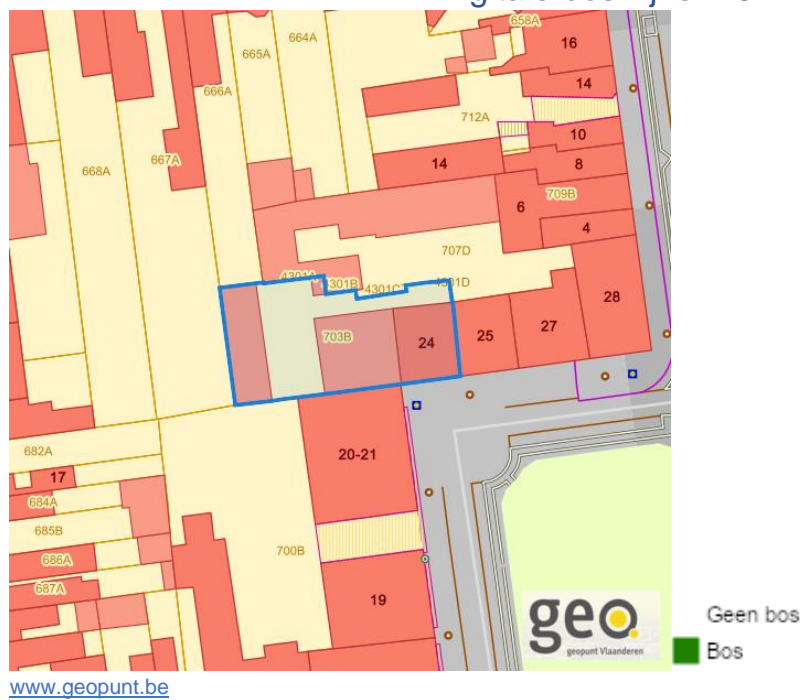 658A
664A
16
665A
14
666A
712A
10
667A
14
8
668A
709B
6
4
707D
4301A
4301B
4301C
4301D
28
27
25
703B
24
682A
20-21
17
684A
685B
700B
686A
687A
19
geo.
geopunt Vlaanderen
Geen bos
Bos
www.geopunt.be